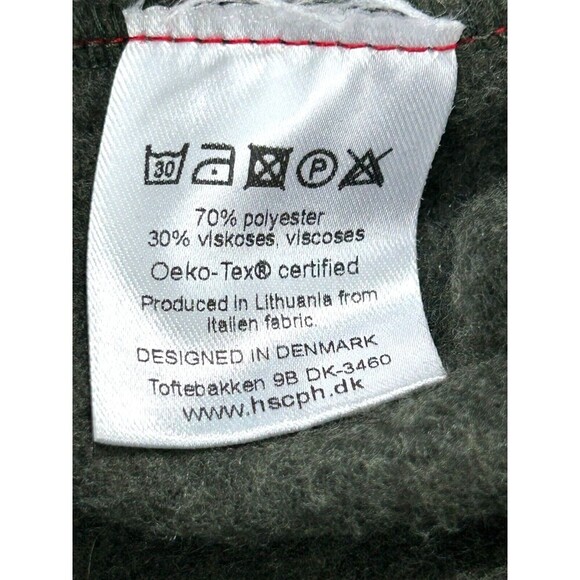 30 P
70% polyester
30% viskoses, viscoses
Oeko-Tex® certified
Produced in Lithuania from
italien fabric.
DESIGNED IN DENMARK
Toftebakken 9B DK-3460
www.hscph.dk